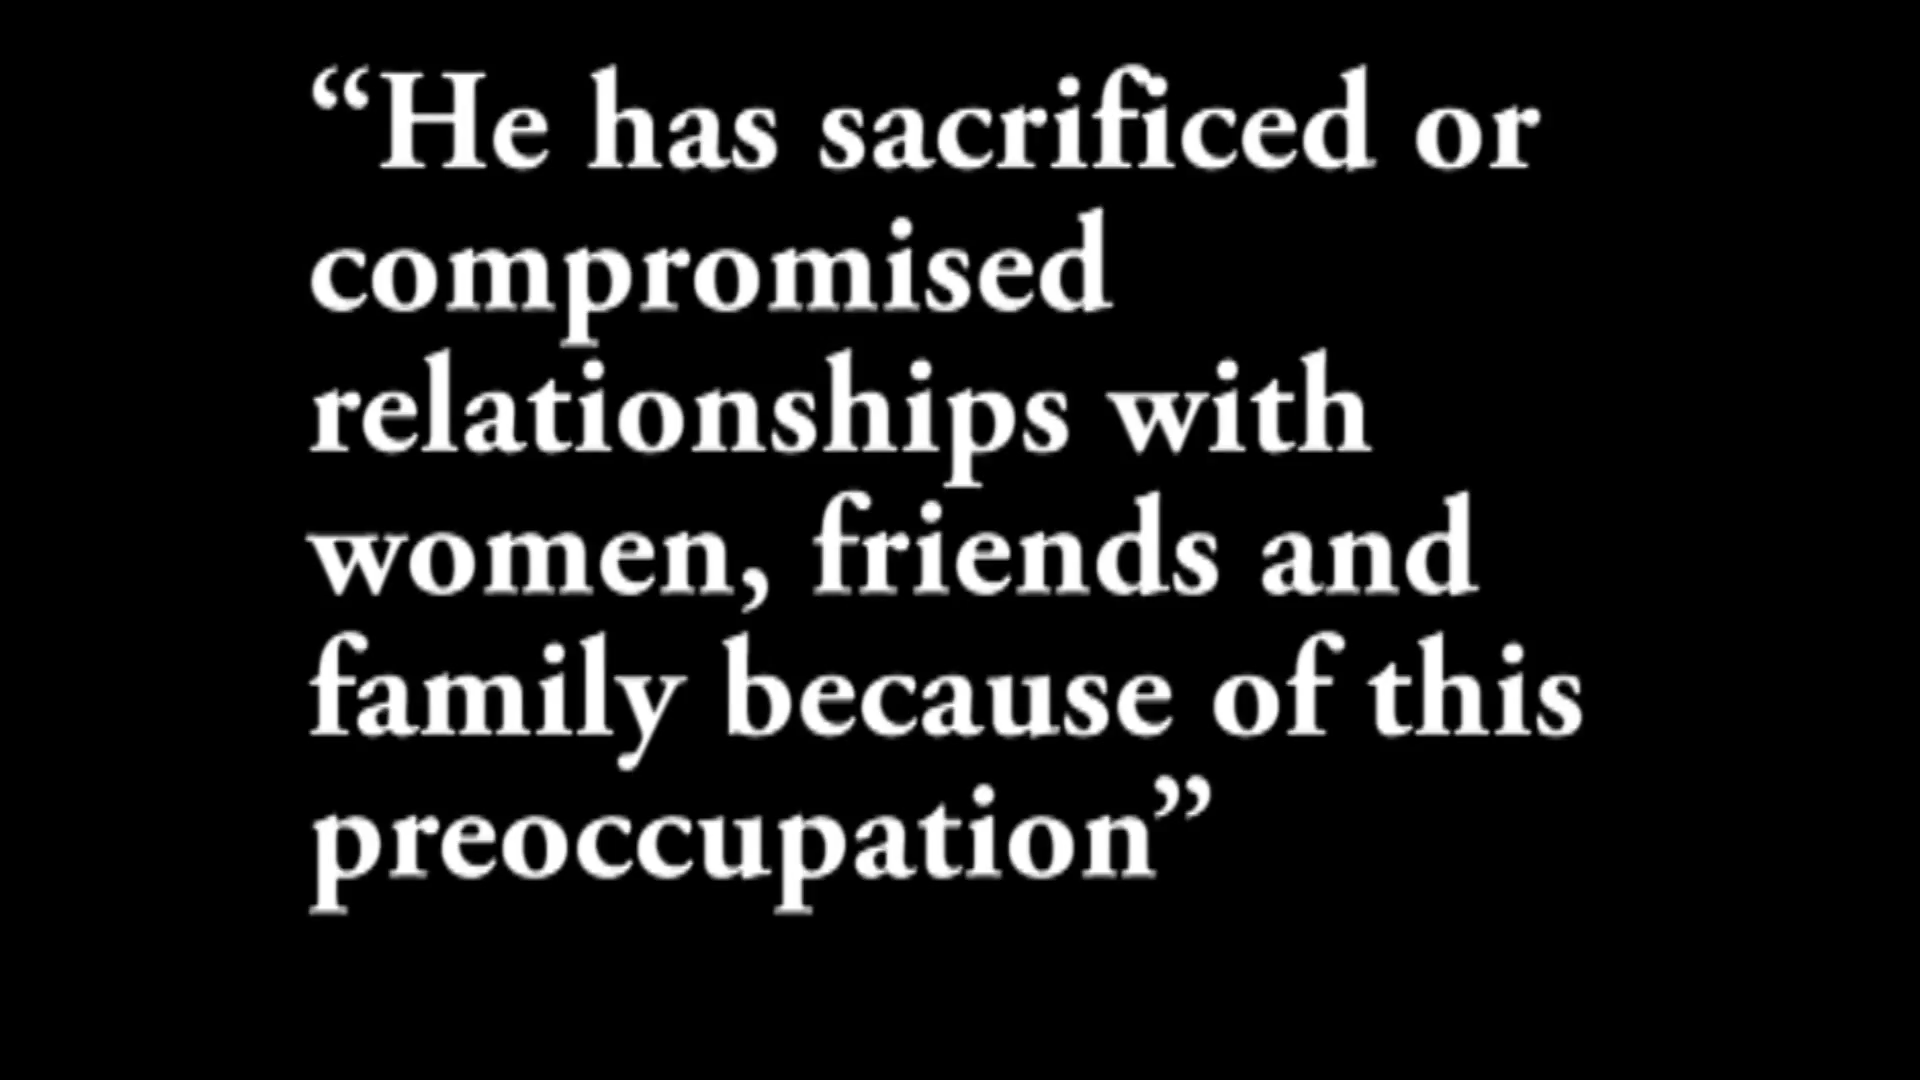 “He has sacrificed or
compromised
relationships with
women, friends and
family because of this
preoccupation”